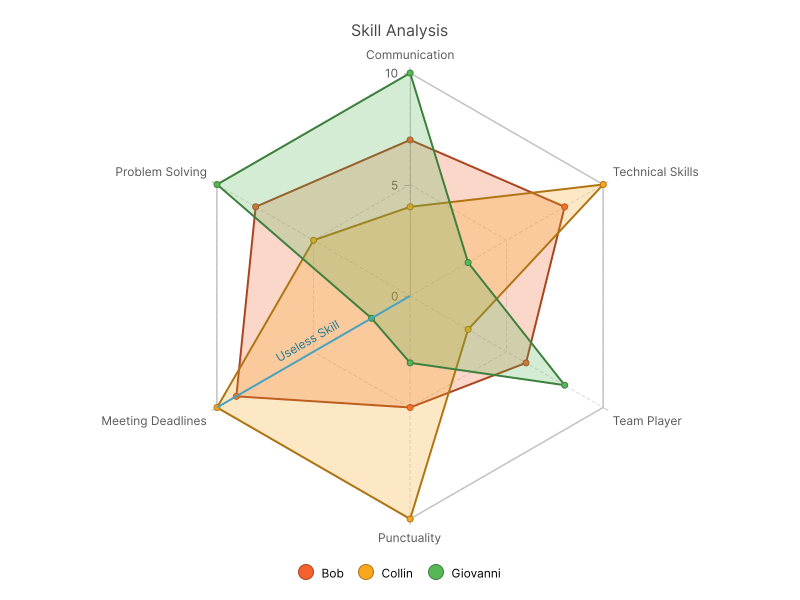 Skill Analysis
Communication
10
Problem Solving
Technical Skills
5
0
Useless Skill
Meeting Deadlines
Team Player
Punctuality
Bob
Collin
Giovanni